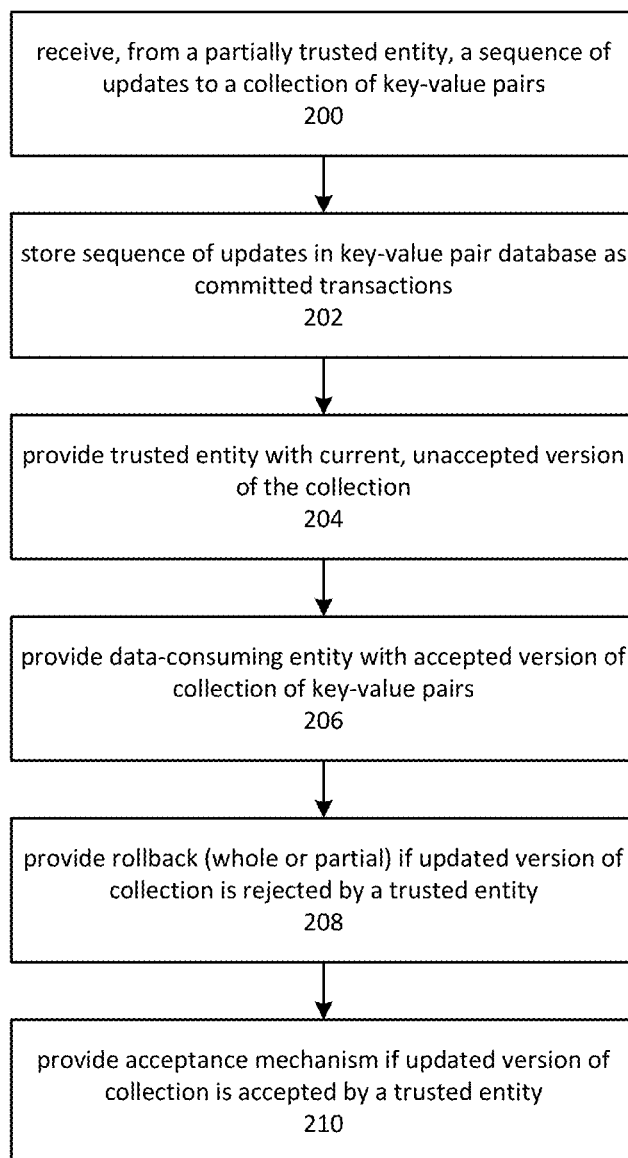 receive, from a partially trusted entity, a sequence of
updates to a collection of key-value pairs
200
store sequence of updates in key-value pair database as
committed transactions
202
provide trusted entity with current, unaccepted version
of the collection
204
provide data-consuming entity with accepted version of
collection of key-value pairs
206
provide rollback (whole or partial) if updated version of
collection is rejected by a trusted entity
208
provide acceptance mechanism if updated version of
collection is accepted by a trusted entity
210